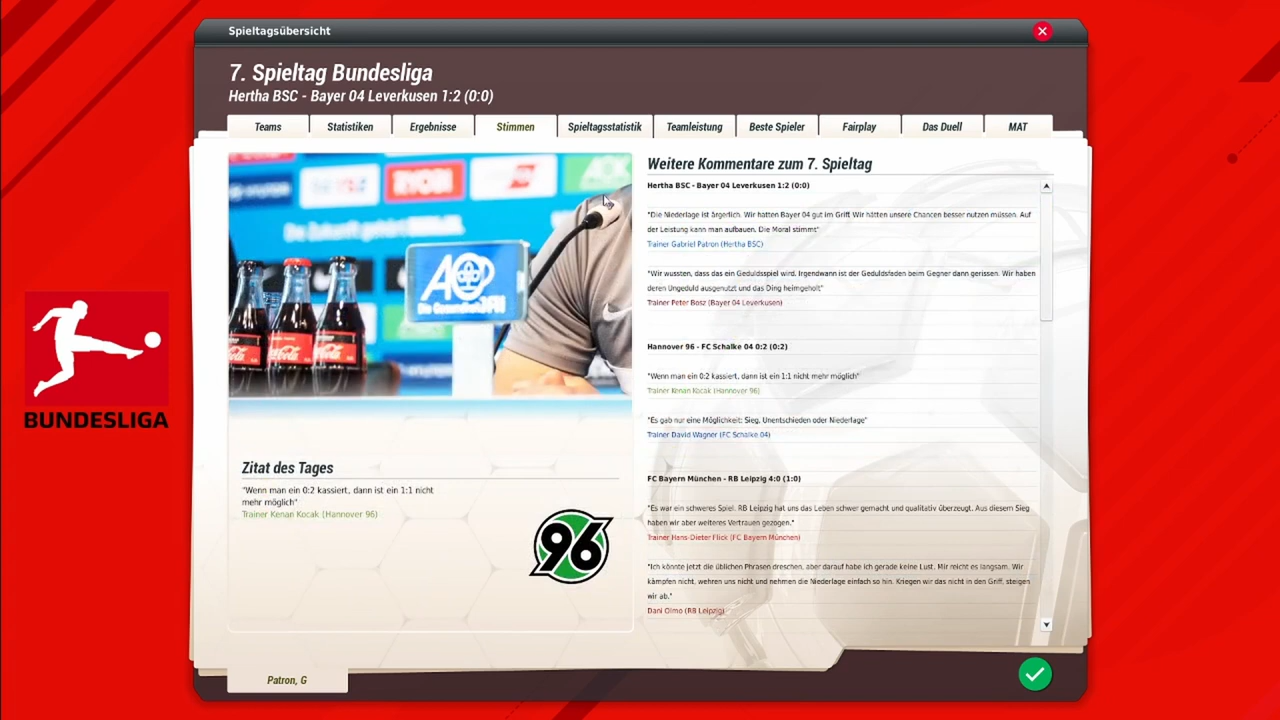 Spieltagsübersicht
7. Spieltag Bundesliga
Hertha BSC - Bayer 04 Leverkusen 1:2 (0:0)
Teams
Statistiken
Ergebnisse
Stimmen
Spieltagsstatistik
Teamleistung
Beste Spieler
Fairplay
Das Duell
MAT
RYOBI
AOK
Die Zukunft gehört
AOK
Die Gesundheit
Coca-Cola
BUNDESLIGA
Zitat des Tages
"Wenn man ein 0:2 kassiert, dann ist ein 1:1 nicht
mehr möglich"
Trainer Kenan Kocak (Hannover 96)
96
Weitere Kommentare zum 7. Spieltag
Hertha BSC - Bayer 04 Leverkusen 1:2 (0:0)
"Die Niederlage ist ärgerlich. Wir hatten Bayer 04 gut im Griff. Wir hätten unsere Chancen besser nutzen müssen. Auf
der Leistung kann man aufbauen. Die Moral stimmt"
Trainer Gabriel Patron (Hertha BSC)
"Wir wussten, dass das ein Geduldsspiel wird. Irgendwann ist der Geduldsfaden beim Gegner dann gerissen. Wir haben
deren Ungeduld ausgenutzt und das Ding heimgeholt"
Trainer Peter Bosz (Bayer 04 Leverkusen)
Hannover 96 - FC Schalke 04 0:2 (0:2)
"Wenn man ein 0:2 kassiert, dann ist ein 1:1 nicht mehr möglich"
Trainer Kenan Kocak (Hannover 96)
"Es gab nur eine Möglichkeit: Sieg, Unentschieden oder Niederlage"
Trainer David Wagner (FC Schalke 04)
FC Bayern München - RB Leipzig 4:0 (1:0)
"Es war ein schweres Spiel. RB Leipzig hat uns das Leben schwer gemacht und qualitativ überzeugt. Aus diesem Sieg
haben wir aber weiteres Vertrauen gezogen."
Trainer Hans-Dieter Flick (FC Bayern München)
"Ich könnte jetzt die üblichen Phrasen dreschen, aber darauf habe ich gerade keine Lust. Mir reicht es langsam. Wir
kämpfen nicht, wehren uns nicht und nehmen die Niederlage einfach so hin. Kriegen wir das nicht in den Griff, steigen
wir ab."
Dani Olmo (RB Leipzig)
Patron, G